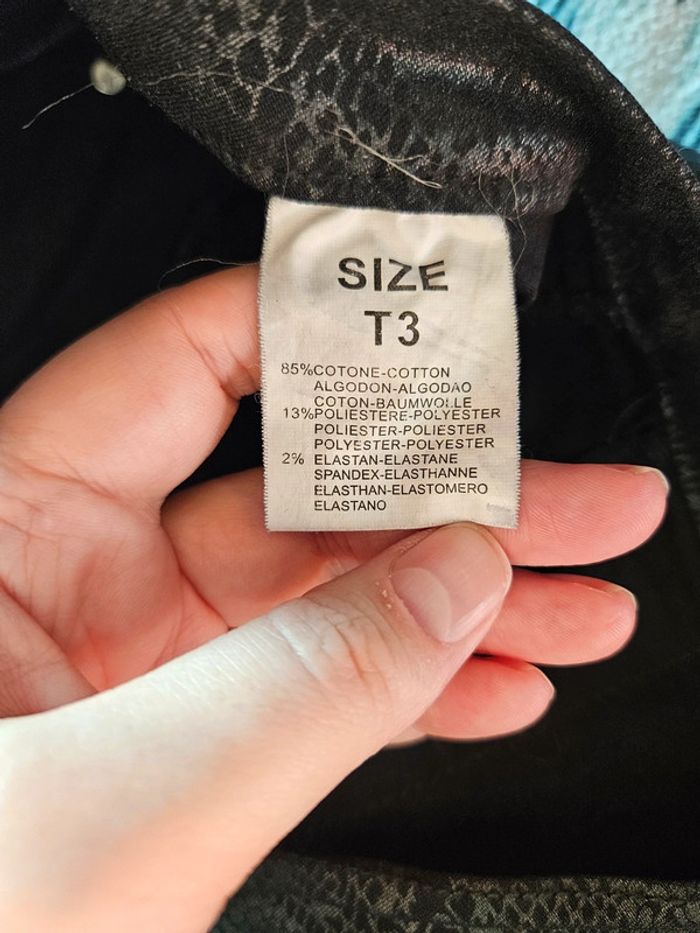 SIZE
T3
85%COTONE-COTTON
ALGODON-ALGODAO
COTON-BAUMWOLLE
13%POLIESTERE-POLYESTER
POLIESTER-POLIESTER
POLYESTER-POLYESTER
2% ELASTAN-ELASTANE
SPANDEX-ELASTHANNE
ELASTHAN-ELASTOMERO
ELASTANO